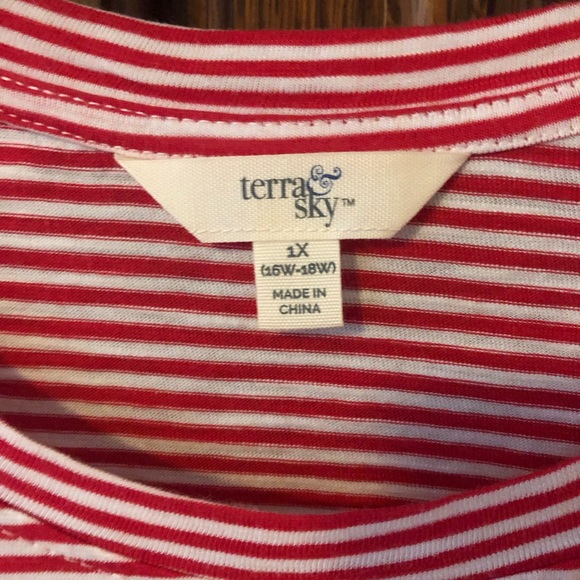 terra&
sky™
1X
(16W-18W)
MADE IN
CHINA